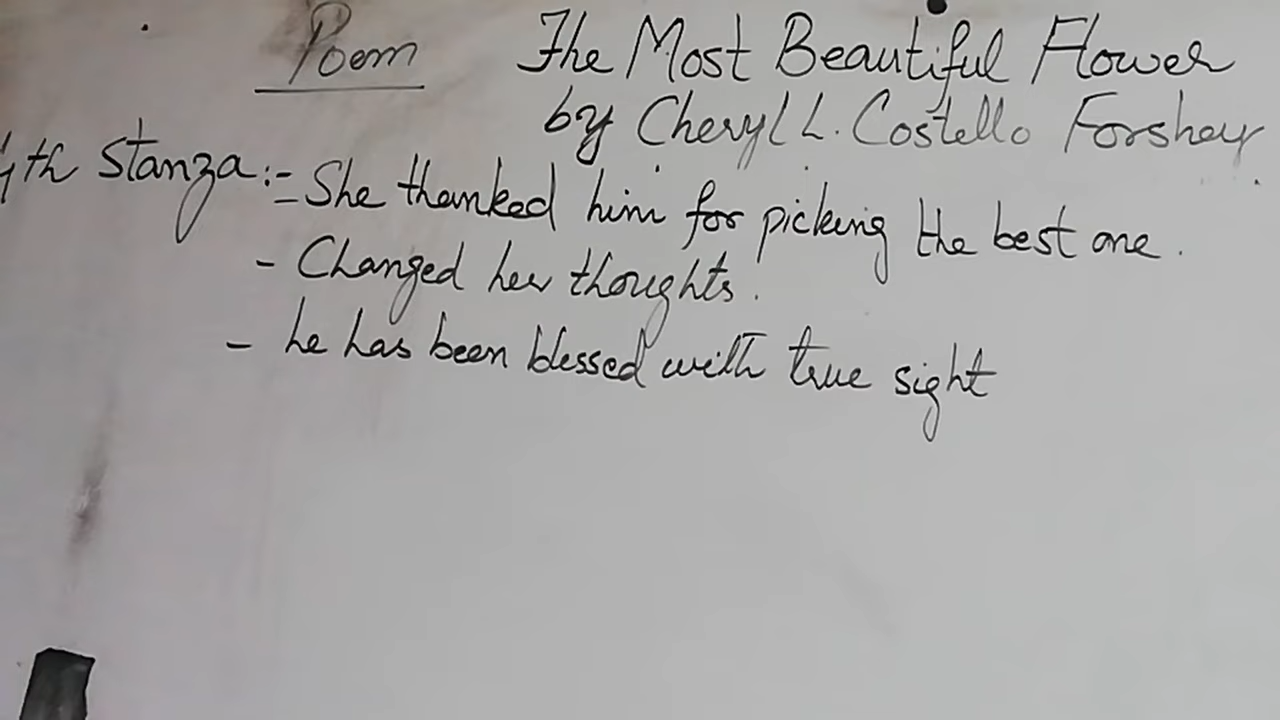 Poem The Most Beautiful Flower
by Cheryl L. Costello Forshey
4th Stanza:- She thanked him for picking the best one.
- Changed her thoughts.
- he has been blessed with true sight